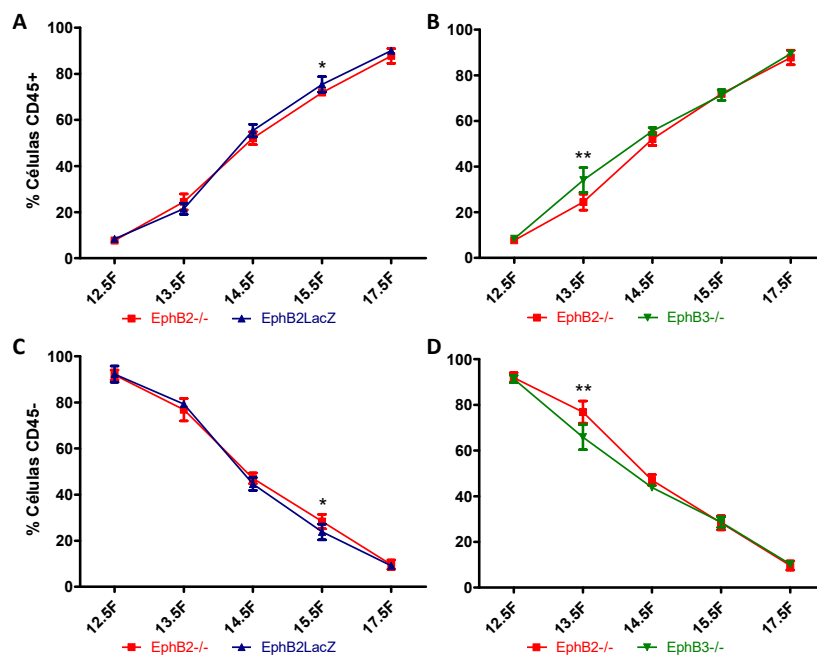 A
% Células CD45+
100
80
60
40
20
0
*
12.5F
13.5F
14.5F
15.5F
17.5F
EphB2-/- EphB2LacZ
B
100
80
60
40
20
0
**
12.5F
13.5F
14.5F
15.5F
17.5F
EphB2-/- EphB3-/-
C
% Células CD45-
100
80
60
40
20
0
*
12.5F
13.5F
14.5F
15.5F
17.5F
EphB2-/- EphB2LacZ
D
100
80
60
40
20
0
**
12.5F
13.5F
14.5F
15.5F
17.5F
EphB2-/- EphB3-/-